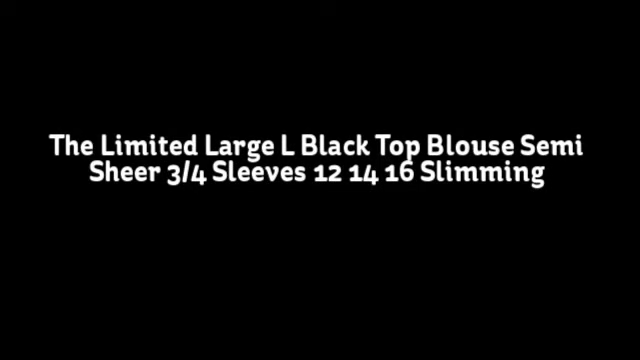 The Limited Large L Black Top Blouse Semi
Sheer 3/4 Sleeves 12 14 16 Slimming